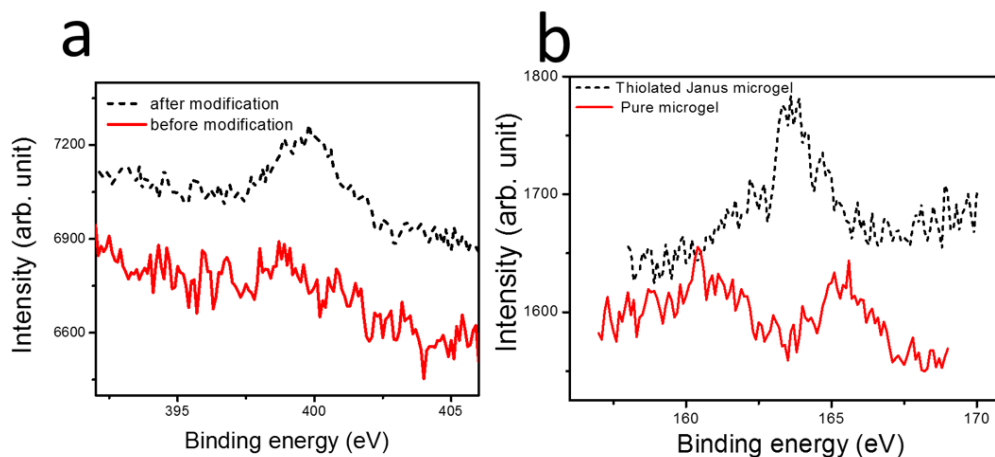 a
after modification
before modification
7200
6900
6600
Intensity (arb. unit)
395
400
405
Binding energy (eV)
b
Thiolated Janus microgel
Pure microgel
1800
1700
1600
Intensity (arb. unit)
160
165
170
Binding energy (eV)